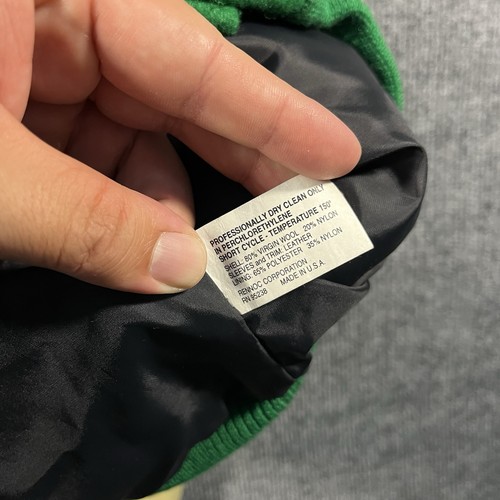 PROFESSIONALLY DRY CLEAN ONLY
IN PERCHLORETHYLENE
SHORT CYCLE - TEMPERATURE 150°
SHELL: 80% VIRGIN WOOL 20% NYLON
SLEEVES and TRIM: LEATHER
LINING: 65% POLYESTER 35% NYLON
RENNOC CORPORATION
RN 95238 MADE IN U.S.A.